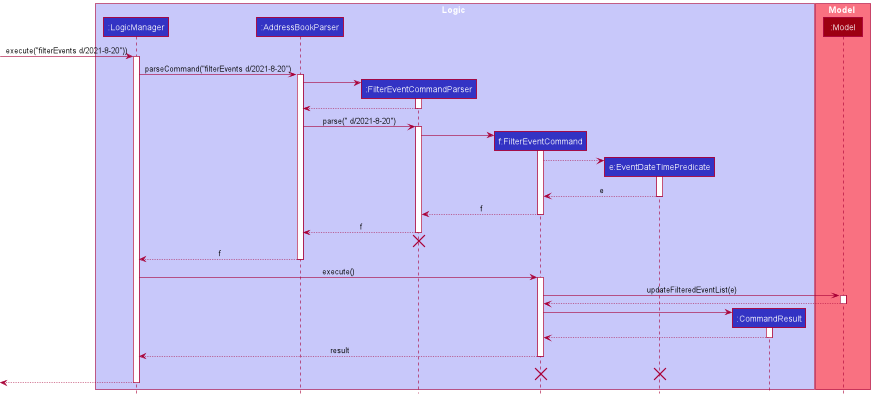 Logic
Model
:LogicManager
:AddressBookParser
:Model
execute("filterEvents d/2021-8-20"))
parseCommand("filterEvents d/2021-8-20")
:FilterEventCommandParser
parse(" d/2021-8-20")
f:FilterEventCommand
e:EventDateTimePredicate
e
f
f
f
execute()
updateFilteredEventList(e)
:CommandResult
result